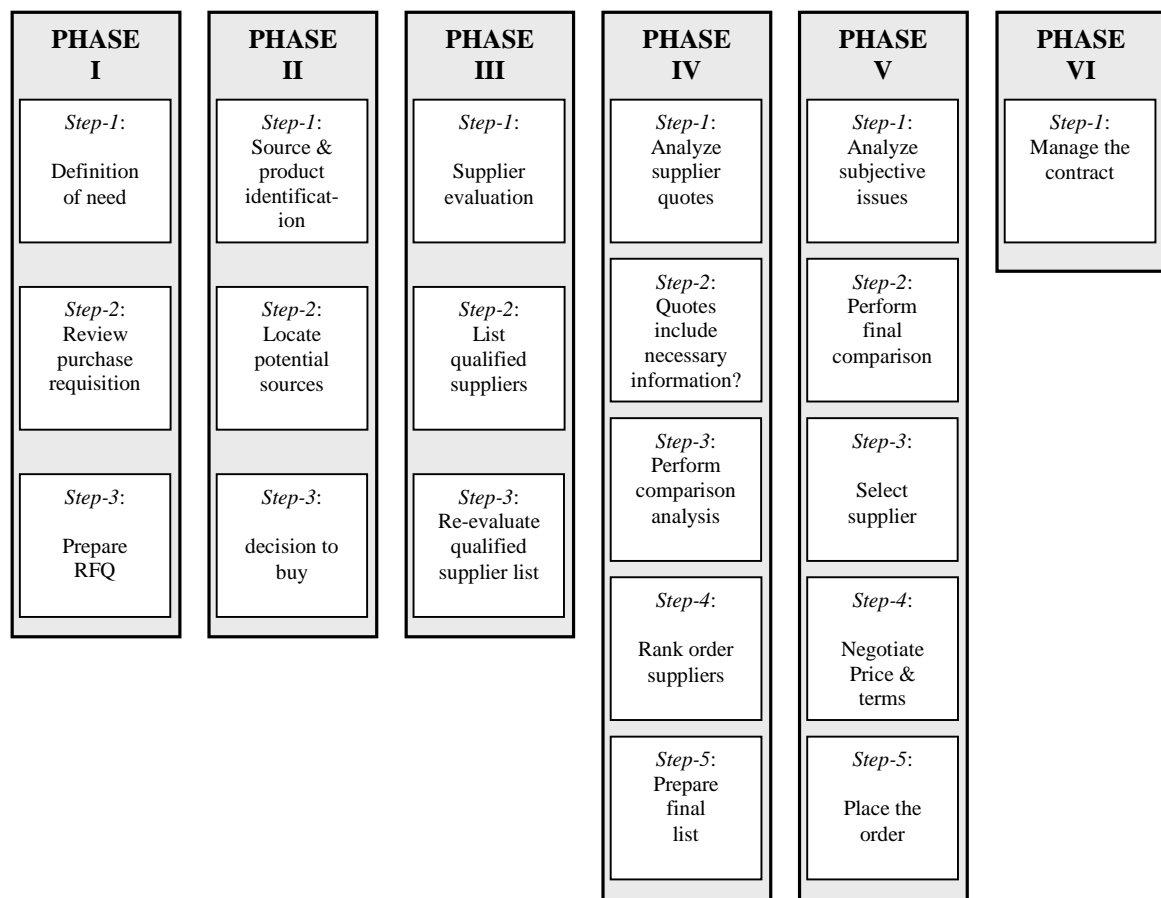 PHASE
I
Step-1:
Definition
of need
Step-2:
Review
purchase
requisition
Step-3:
Prepare
RFQ
PHASE
II
Step-1:
Source &
product
identificat-
ion
Step-2:
Locate
potential
sources
Step-3:
decision to
buy
PHASE
III
Step-1:
Supplier
evaluation
Step-2:
List
qualified
suppliers
Step-3:
Re-evaluate
qualified
supplier list
PHASE
IV
Step-1:
Analyze
supplier
quotes
Step-2:
Quotes
include
necessary
information?
Step-3:
Perform
comparison
analysis
Step-4:
Rank order
suppliers
Step-5:
Prepare
final
list
PHASE
V
Step-1:
Analyze
subjective
issues
Step-2:
Perform
final
comparison
Step-3:
Select
supplier
Step-4:
Negotiate
Price &
terms
Step-5:
Place the
order
PHASE
VI
Step-1:
Manage the
contract